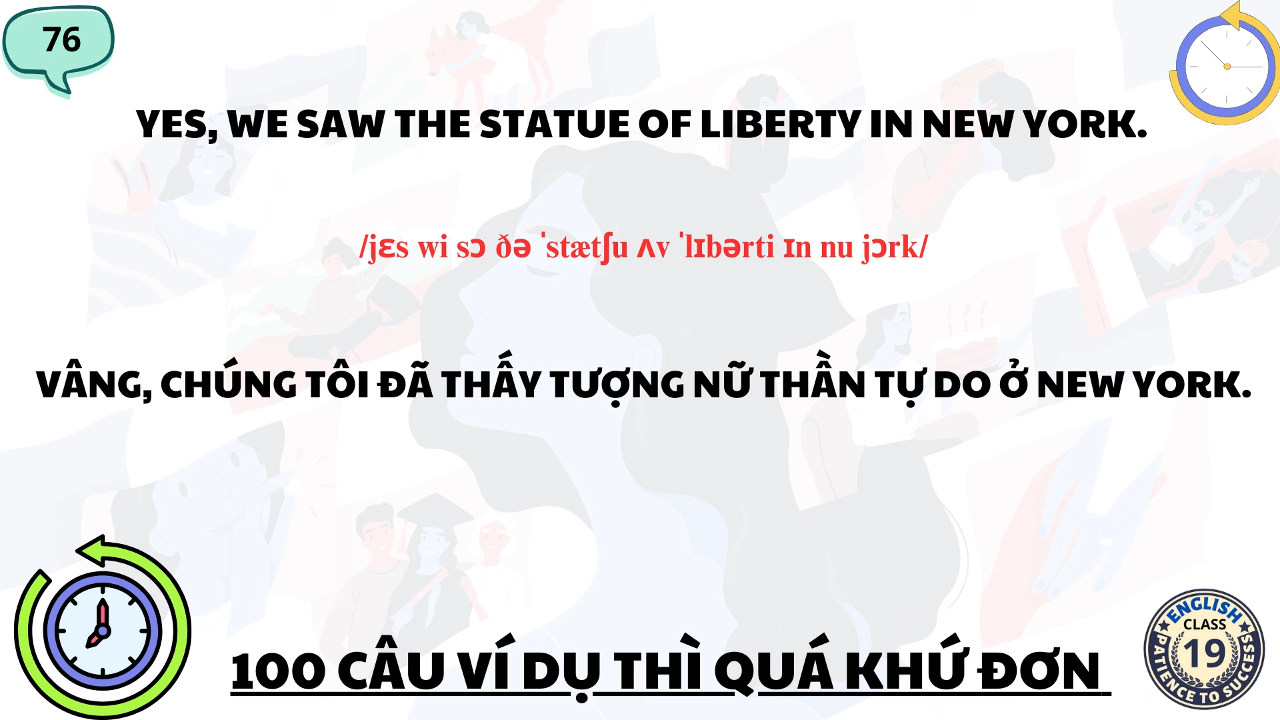 76
YES, WE SAW THE STATUE OF LIBERTY IN NEW YORK.
/jɛs wi sɔ ðə ˈstætʃu ʌv ˈlɪbərti ɪn nu jɔrk/
VÂNG, CHÚNG TÔI ĐÃ THẤY TƯỢNG NỮ THẦN TỰ DO Ở NEW YORK.
100 CÂU VÍ DỤ THÌ QUÁ KHỨ ĐƠN
ENGLISH
CLASS
19
PATIENCE TO SUCCESS